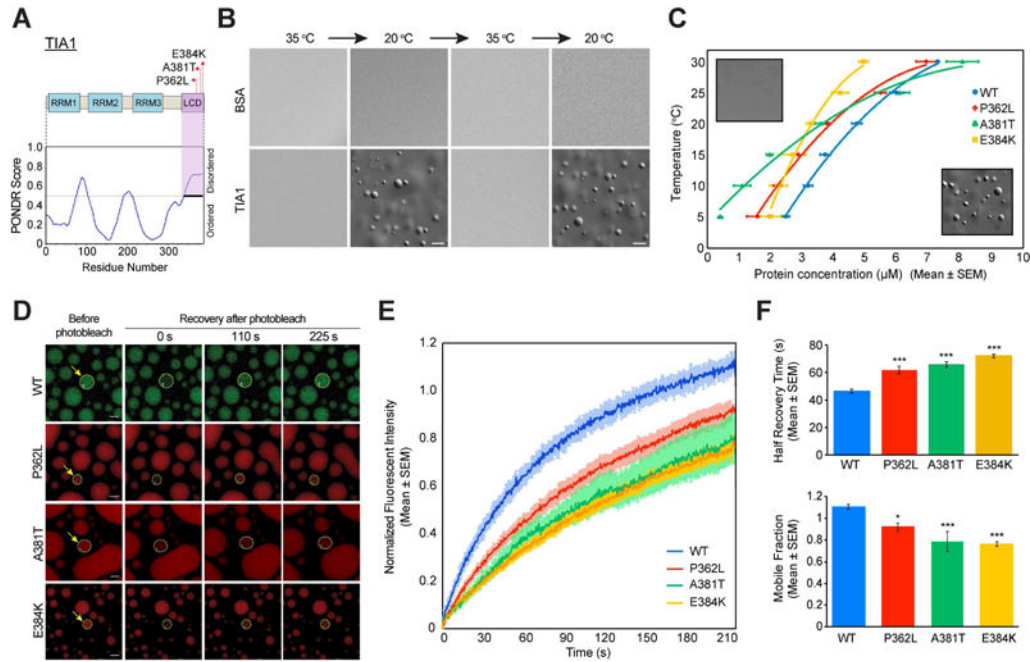 A
TIA1
E384K
A381T
P362L
RRM1 RRM2 RRM3 LCD
PONDR Score
1.0
0.8
0.6
0.4
0.2
0
Disordered
Ordered
0 100 200 300
Residue Number
B
35 °C 20 °C 35 °C 20 °C
BSA
TIA1
C
Temperature (°C)
35
30
25
20
15
10
5
0
WT
P362L
A381T
E384K
0 1 2 3 4 5 6 7 8 9 10
Protein concentration (µM) (Mean ± SEM)
D
Before
photobleach
Recovery after photobleach
0 s 110 s 225 s
WT
P362L
A381T
E384K
E
Normalized Fluorescent Intensity
(Mean ± SEM)
1.2
1.0
0.8
0.6
0.4
0.2
0
WT
P362L
A381T
E384K
0 30 60 90 120 150 180 210
Time (s)
F
Half Recovery Time (s)
(Mean ± SEM)
80
60
40
20
0
*** *** ***
WT P362L A381T E384K
Mobile Fraction
(Mean ± SEM)
1.2
1
0.8
0.6
0.4
0.2
0
* *** ***
WT P362L A381T E384K